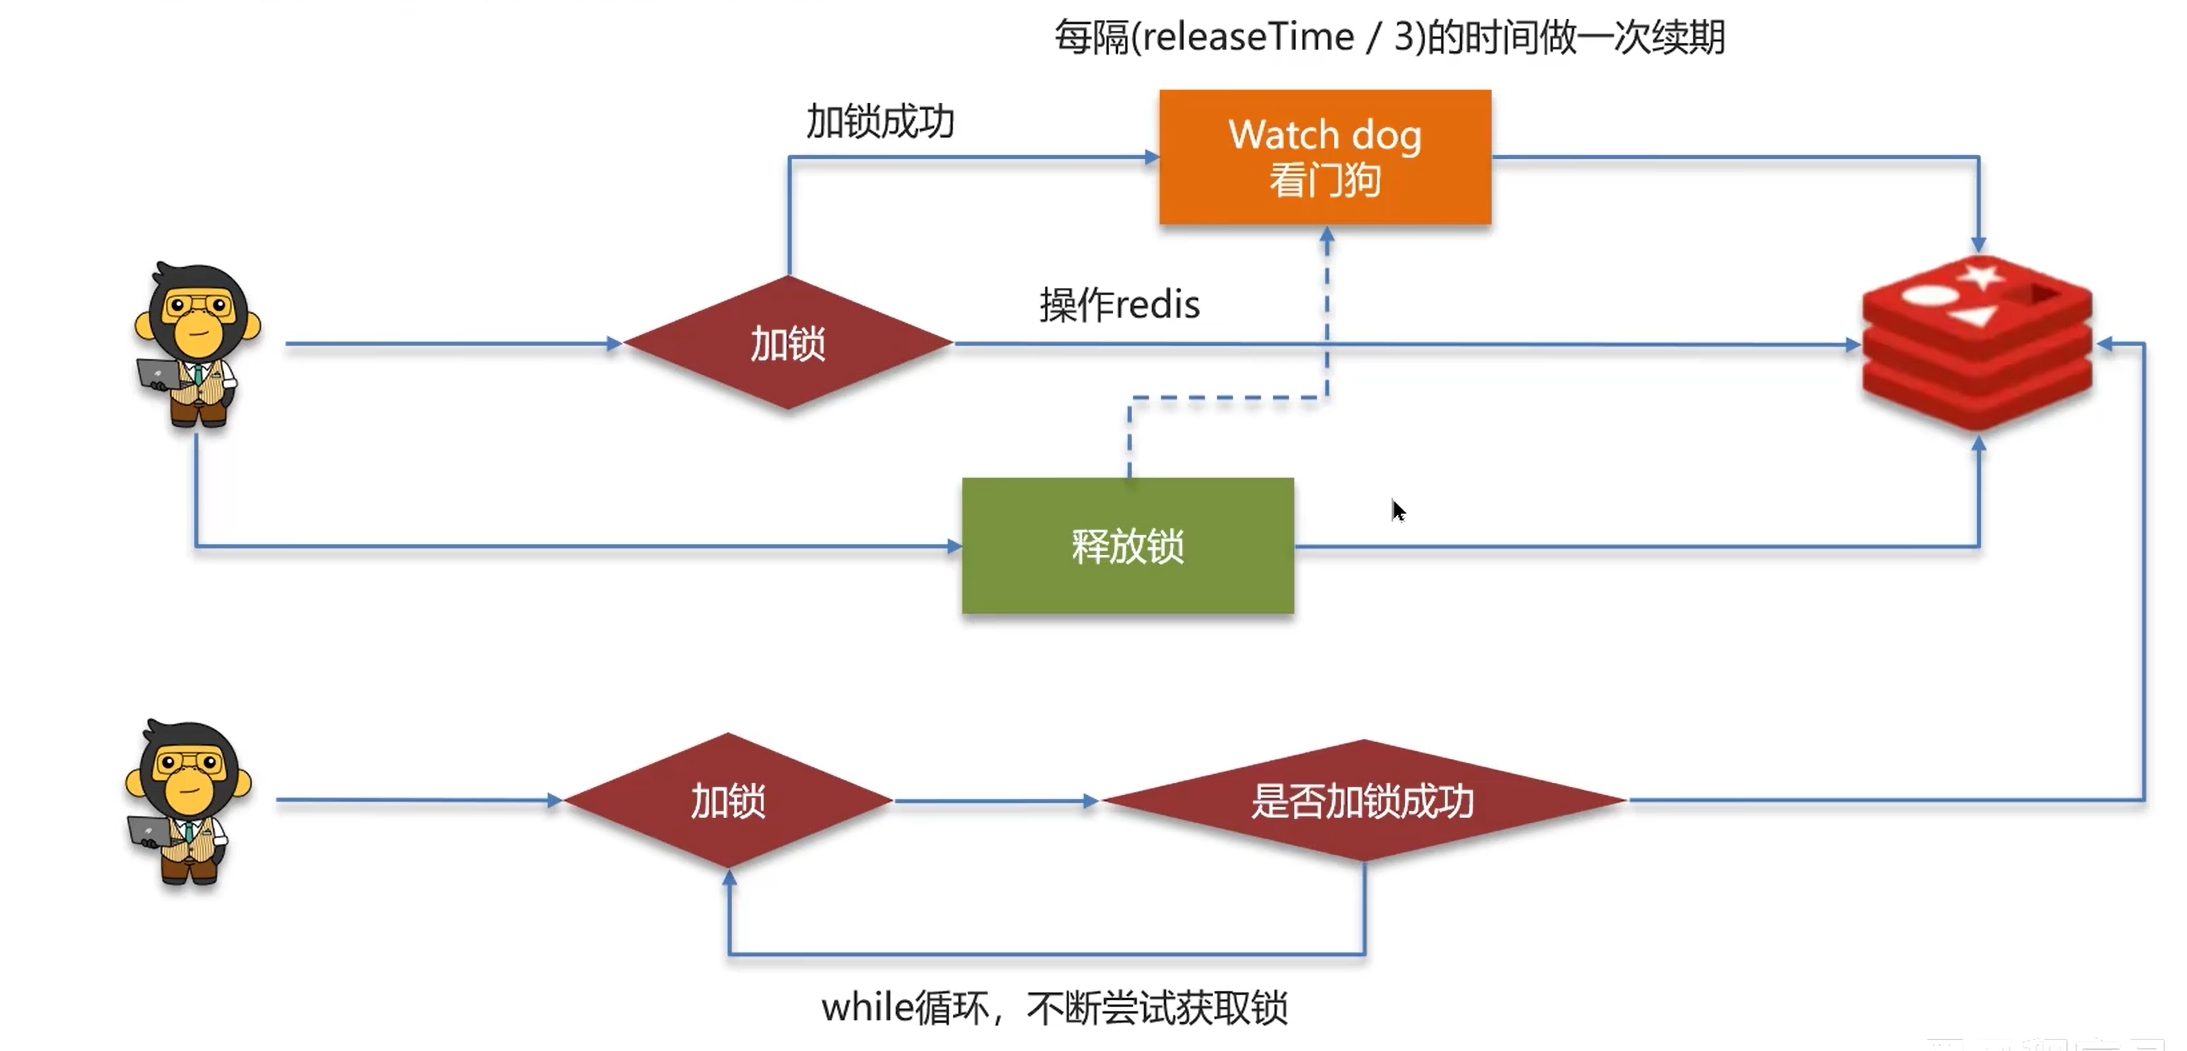 每隔(releaseTime / 3)的时间做一次续期
加锁成功
Watch dog
看门狗
操作redis
加锁
释放锁
加锁
是否加锁成功
while循环，不断尝试获取锁